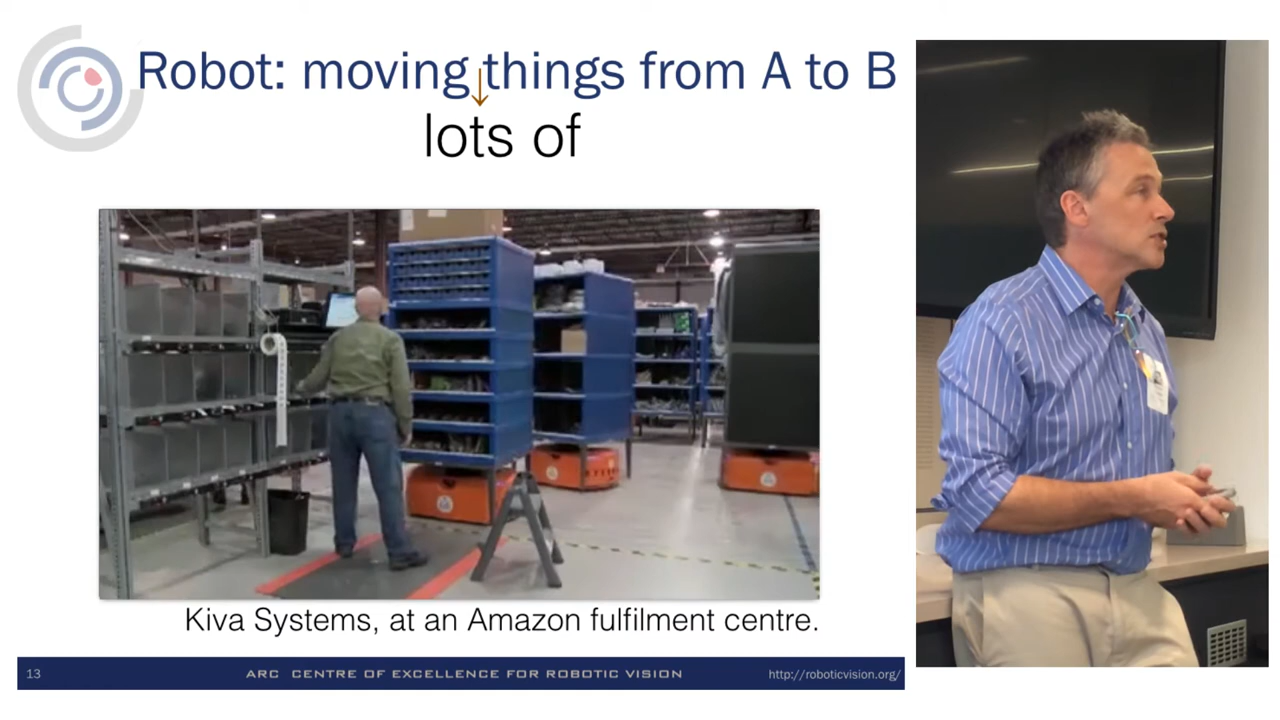 Robot: moving things from A to B
lots of
Kiva Systems, at an Amazon fulfilment centre.
13
ARC CENTRE OF EXCELLENCE FOR ROBOTIC VISION
http://roboticvision.org/